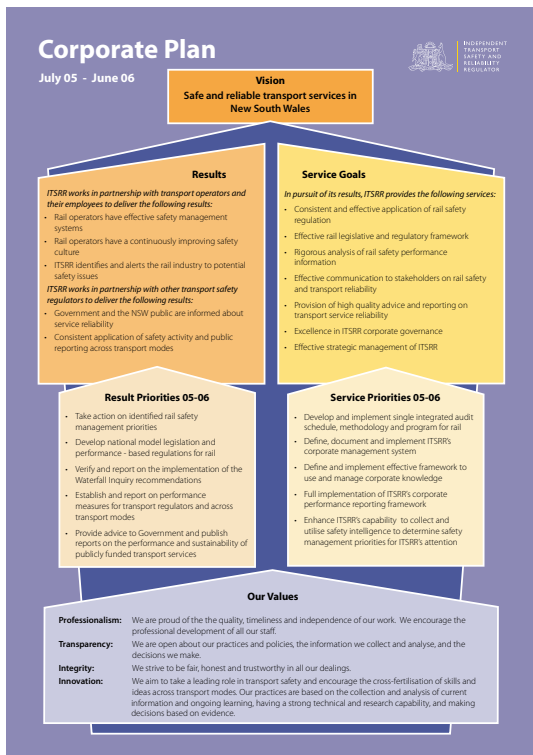 Corporate Plan
July 05 - June 06
INDEPENDENT
TRANSPORT
SAFETY AND
RELIABILITY
REGULATOR
Vision
Safe and reliable transport services in
New South Wales
Results
ITSRR works in partnership with transport operators and
their employees to deliver the following results:
• Rail operators have effective safety management
systems
• Rail operators have a continuously improving safety
culture
• ITSRR identifies and alerts the rail industry to potential
safety issues
ITSRR works in partnership with other transport safety
regulators to deliver the following results:
• Government and the NSW public are informed about
service reliability
• Consistent application of safety activity and public
reporting across transport modes
Service Goals
In pursuit of its results, ITSRR provides the following services:
• Consistent and effective application of rail safety
regulation
• Effective rail legislative and regulatory framework
• Rigorous analysis of rail safety performance
information
• Effective communication to stakeholders on rail safety
and transport reliability
• Provision of high quality advice and reporting on
transport service reliability
• Excellence in ITSRR corporate governance
• Effective strategic management of ITSRR
Result Priorities 05-06
• Take action on identified rail safety
management priorities
• Develop national model legislation and
performance - based regulations for rail
• Verify and report on the implementation of the
Waterfall Inquiry recommendations
• Establish and report on performance
measures for transport regulators and across
transport modes
• Provide advice to Government and publish
reports on the performance and sustainability of
publicly funded transport services
Service Priorities 05-06
• Develop and implement single integrated audit
schedule, methodology and program for rail
• Define, document and implement ITSRR's
corporate management system
• Define and implement effective framework to
use and manage corporate knowledge
• Full implementation of ITSRR's corporate
performance reporting framework
• Enhance ITSRR's capability to collect and
utilise safety intelligence to determine safety
management priorities for ITSRR's attention
Our Values
Professionalism: We are proud of the the quality, timeliness and independence of our work. We encourage the
professional development of all our staff.
Transparency: We are open about our practices and policies, the information we collect and analyse, and the
decisions we make.
Integrity: We strive to be fair, honest and trustworthy in all our dealings.
Innovation: We aim to take a leading role in transport safety and encourage the cross-fertilisation of skills and
ideas across transport modes. Our practices are based on the collection and analysis of current
information and ongoing learning, having a strong technical and research capability, and making
decisions based on evidence.